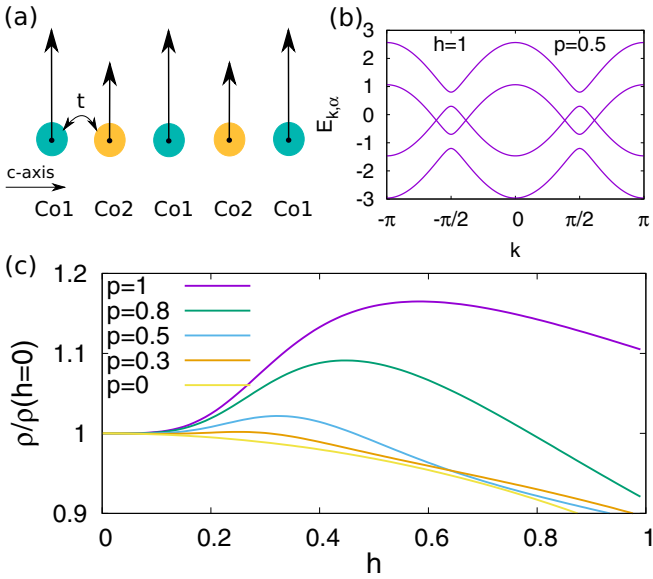 (a)
t
c-axis
Co1 Co2 Co1 Co2 Co1
(b)
h=1 p=0.5
E_{k,α}
3
2
1
0
-1
-2
-3
-π -π/2 0 π/2 π
k
(c)
ρ/ρ(h=0)
1.2
1.1
1
0.9
p=1
p=0.8
p=0.5
p=0.3
p=0
0 0.2 0.4 0.6 0.8 1
h